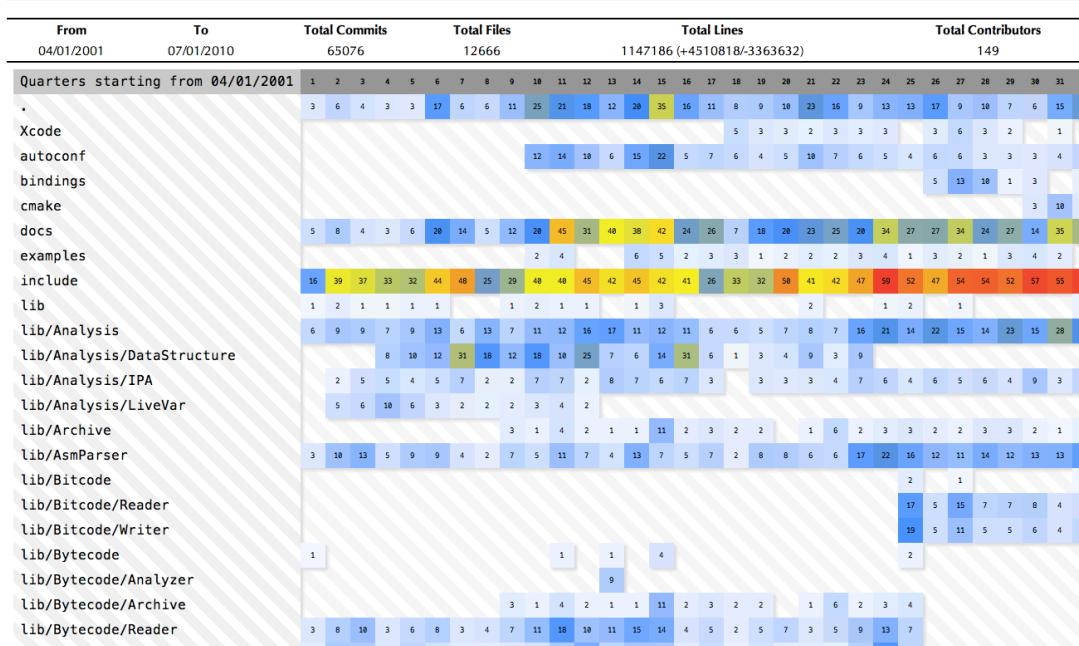 From To Total Commits Total Files Total Lines Total Contributors
04/01/2001 07/01/2010 65076 12666 1147186 (+4510818/-3363632) 149
Quarters starting from 04/01/2001 1 2 3 4 5 6 7 8 9 10 11 12 13 14 15 16 17 18 19 20 21 22 23 24 25 26 27 28 29 30 31
. 3 6 4 3 3 17 6 6 11 25 21 18 12 20 35 16 11 8 9 10 23 16 9 13 13 17 9 10 7 6 15
Xcode 5 3 3 2 3 3 3 3 6 3 2 1
autoconf 12 14 10 6 15 22 5 7 6 4 5 10 7 6 5 4 6 6 3 3 3 4
bindings 5 13 10 1 3
cmake 3 10
docs 5 8 4 3 6 20 14 5 12 20 45 31 40 38 42 24 26 7 18 20 23 25 20 34 27 27 34 24 27 14 35
examples 2 4 6 5 2 3 3 1 2 2 2 3 4 1 3 2 1 3 4 2
include 16 39 37 33 32 44 48 25 29 40 40 45 42 45 42 41 26 33 32 50 41 42 47 59 52 47 54 54 52 57 55
lib 1 2 1 1 1 1 1 2 1 1 1 3 2 1 2 1
lib/Analysis 6 9 9 7 9 13 6 13 7 11 12 16 17 11 12 11 6 6 5 7 8 7 16 21 14 22 15 14 23 15 28
lib/Analysis/DataStructure 8 10 12 31 18 12 18 10 25 7 6 14 31 6 1 3 4 9 3 9
lib/Analysis/IPA 2 5 5 4 5 7 2 2 7 7 2 8 7 6 7 3 3 3 3 4 7 6 4 6 5 6 4 9 3
lib/Analysis/LiveVar 5 6 10 6 3 2 2 2 3 4 2
lib/Archive 3 1 4 2 1 1 11 2 3 2 2 1 6 2 3 3 2 2 3 3 2 1
lib/AsmParser 3 10 13 5 9 9 4 2 7 5 11 7 4 13 7 5 7 2 8 8 6 6 17 22 16 12 11 14 12 13 13
lib/Bitcode 2 1
lib/Bitcode/Reader 17 5 15 7 7 8 4
lib/Bitcode/Writer 19 5 11 5 5 6 4
lib/Bytecode 1 1 1 4 2
lib/Bytecode/Analyzer 9
lib/Bytecode/Archive 3 1 4 2 1 1 11 2 3 2 2 1 6 2 3 4
lib/Bytecode/Reader 3 8 10 3 6 8 3 4 7 11 18 10 11 15 14 4 5 2 5 7 3 5 9 13 7